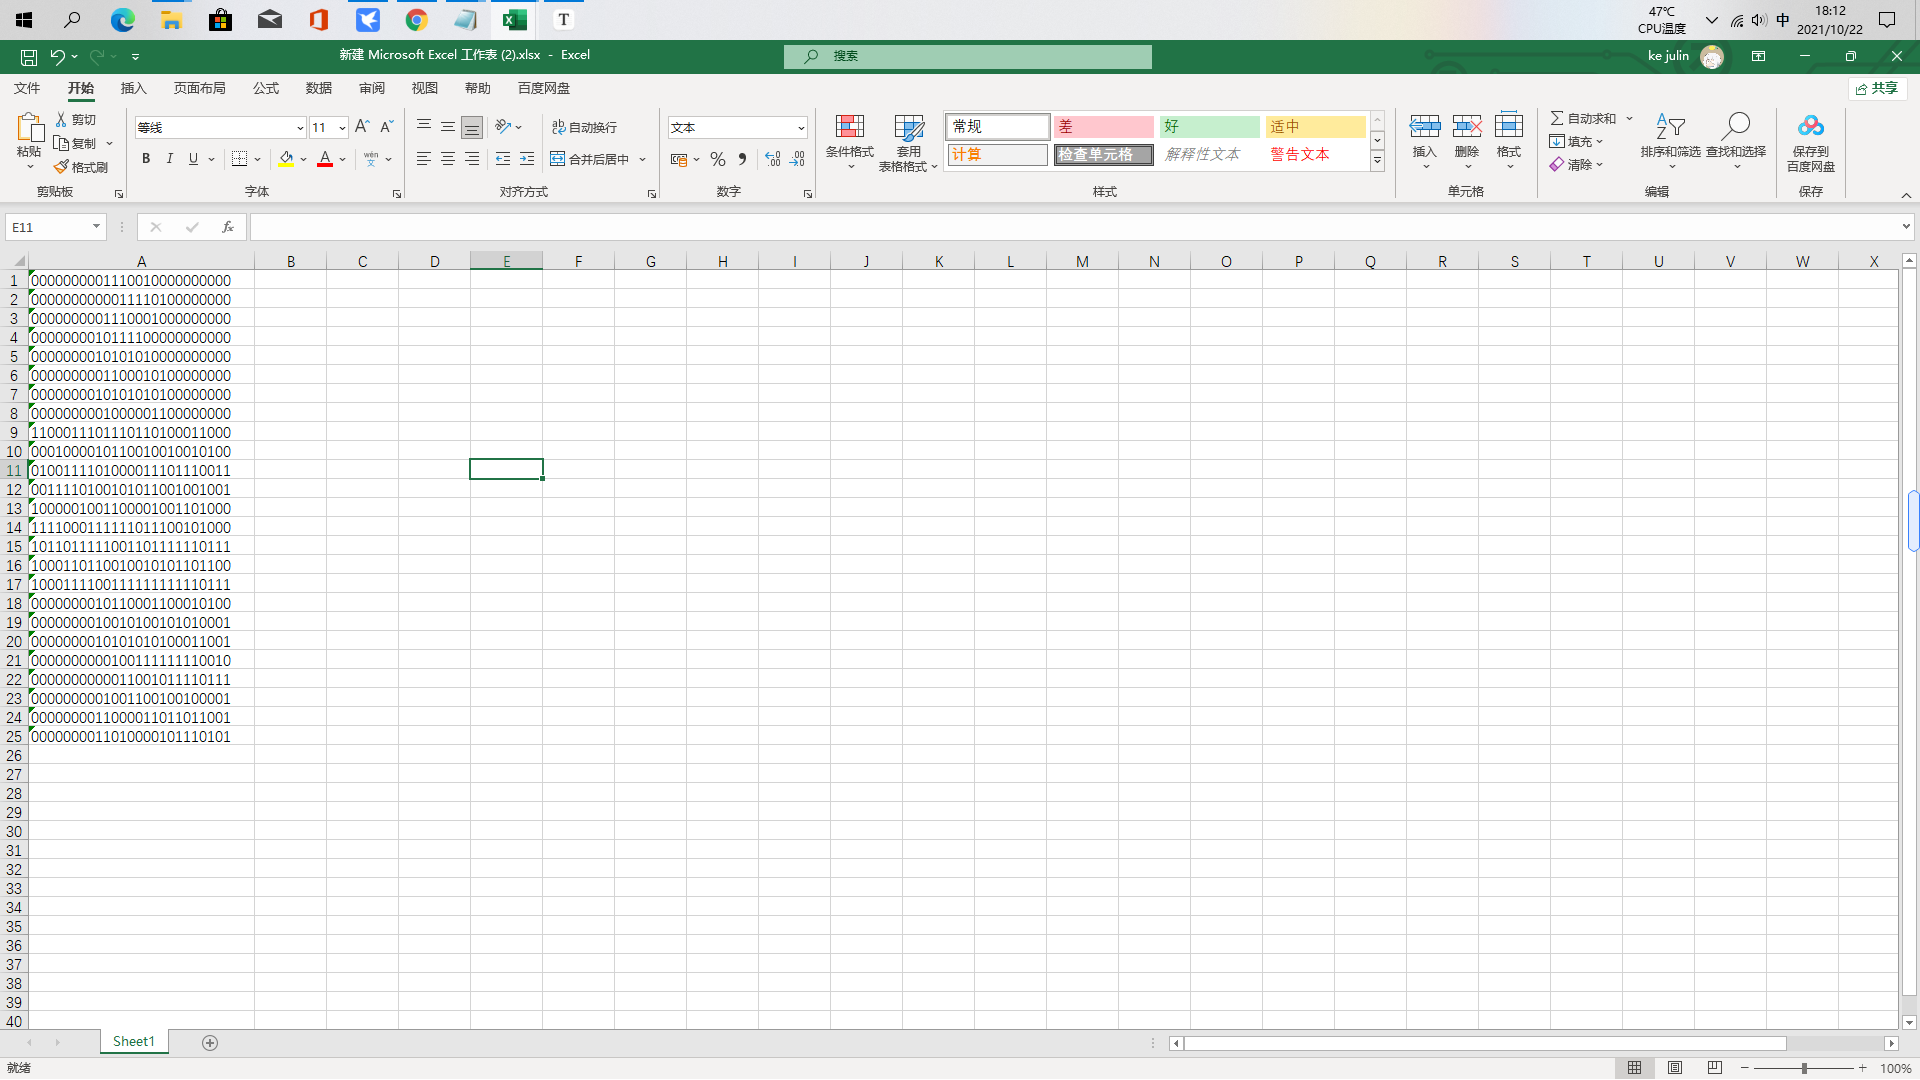 47℃
CPU温度
中
18:12
2021/10/22
新建 Microsoft Excel 工作表 (2).xlsx - Excel
搜索
ke julin
文件 开始 插入 页面布局 公式 数据 审阅 视图 帮助 百度网盘 共享
粘贴 剪切 复制 格式刷 剪贴板
等线 11 A A B I U A wén 字体
自动换行 合并后居中 对齐方式
文本 % 数字
条件格式 套用 表格格式 常规 差 好 适中
计算 检查单元格 解释性文本 警告文本 样式
插入 删除 格式 单元格
自动求和 填充 清除 排序和筛选 查找和选择 编辑
保存到 百度网盘 保存
E11 fx
A B C D E F G H I J K L M N O P Q R S T U V W X
1 0000000001110010000000000
2 0000000000011110100000000
3 0000000001110001000000000
4 0000000010111100000000000
5 0000000010101010000000000
6 0000000001100010100000000
7 0000000010101010100000000
8 0000000001000001100000000
9 1100011101110110100011000
10 0001000010110010010010100
11 0100111101000011101110011
12 0011110100101011001001001
13 1000001001100001001101000
14 1111000111111011100101000
15 1011011111001101111110111
16 1000110110010010101101100
17 1000111100111111111110111
18 0000000010110001100010100
19 0000000010010100101010001
20 0000000010101010100011001
21 0000000000100111111110010
22 0000000000011001011110111
23 0000000001001100100100001
24 0000000011000011011011001
25 0000000011010000101110101
26
27
28
29
30
31
32
33
34
35
36
37
38
39
40
Sheet1
就绪
100%